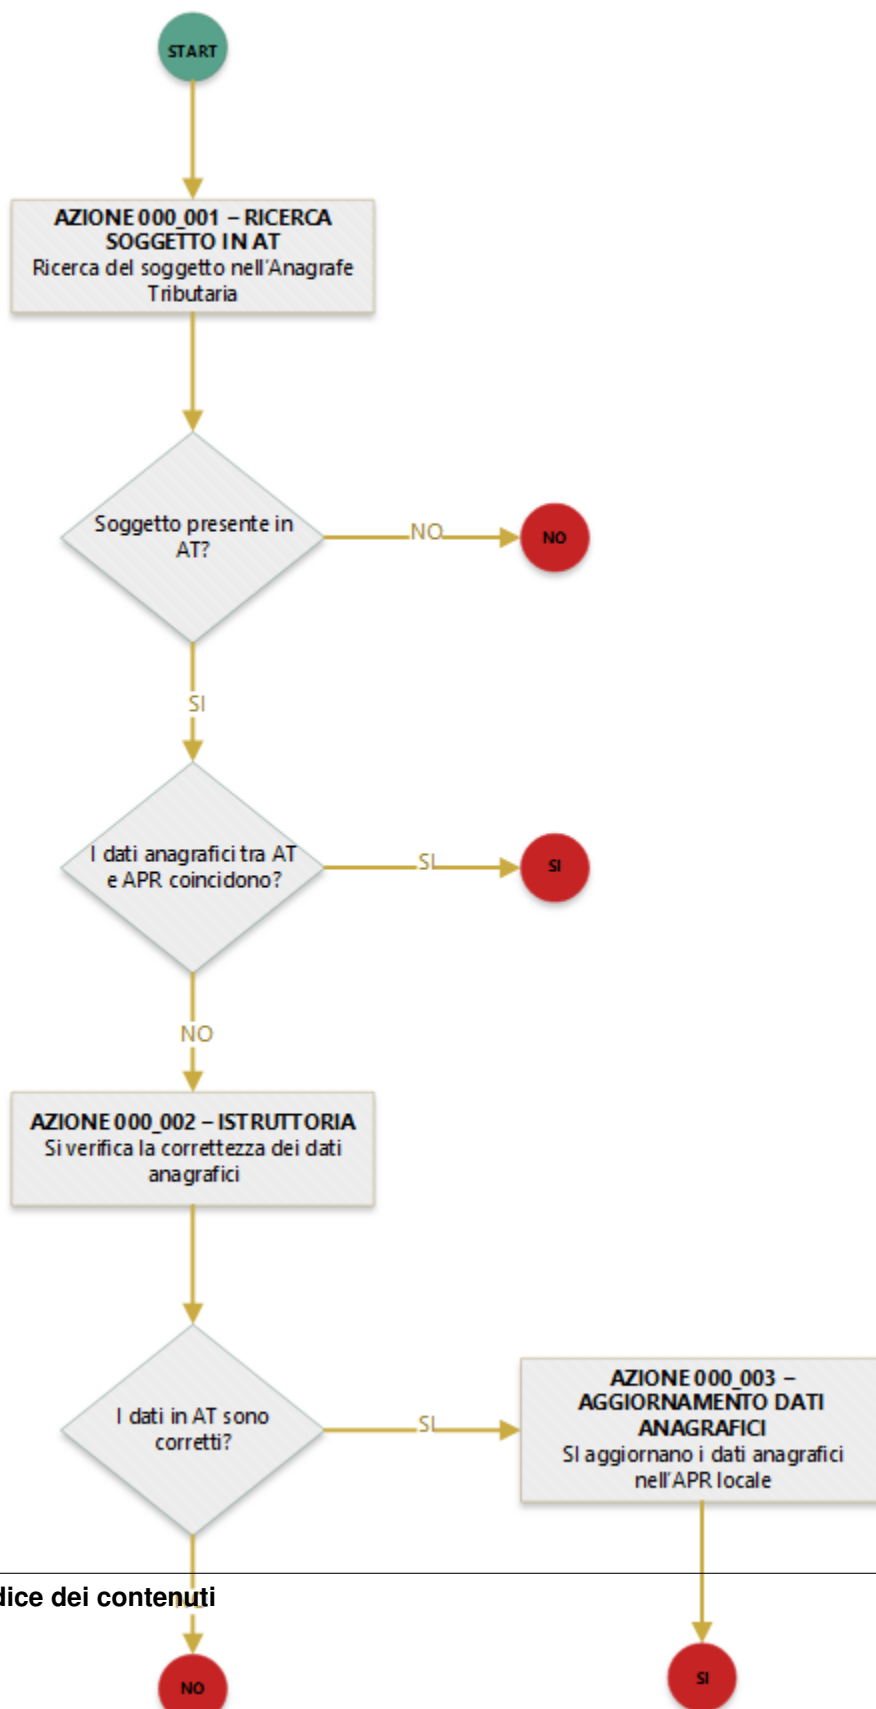 START
AZIONE 000_001 – RICERCA
SOGGETTO IN AT
Ricerca del soggetto nell'Anagrafe
Tributaria
Soggetto presente in
AT?
NO
NO
SI
I dati anagrafici tra AT
e APR coincidono?
SI
SI
NO
AZIONE 000_002 – ISTRUTTORIA
Si verifica la correttezza dei dati
anagrafici
I dati in AT sono
corretti?
SI
AZIONE 000_003 –
AGGIORNAMENTO DATI
ANAGRAFICI
SI aggiornano i dati anagrafici
nell'APR locale
dice dei contenuti
NO
NO
SI